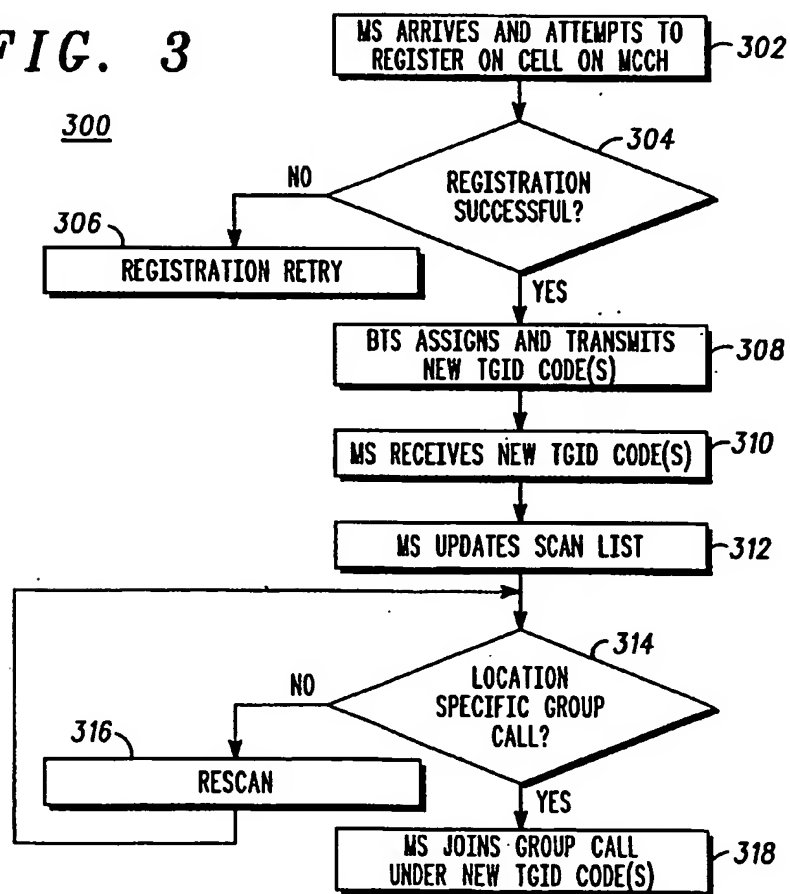 FIG. 3
300
MS ARRIVES AND ATTEMPTS TO
REGISTER ON CELL ON MCCH
302
304
REGISTRATION
SUCCESSFUL?
NO
306
REGISTRATION RETRY
YES
BTS ASSIGNS AND TRANSMITS
NEW TGID CODE(S)
308
MS RECEIVES NEW TGID CODE(S)
310
MS UPDATES SCAN LIST
312
314
LOCATION
SPECIFIC GROUP
CALL?
NO
316
RESCAN
YES
MS JOINS GROUP CALL
UNDER NEW TGID CODE(S)
318